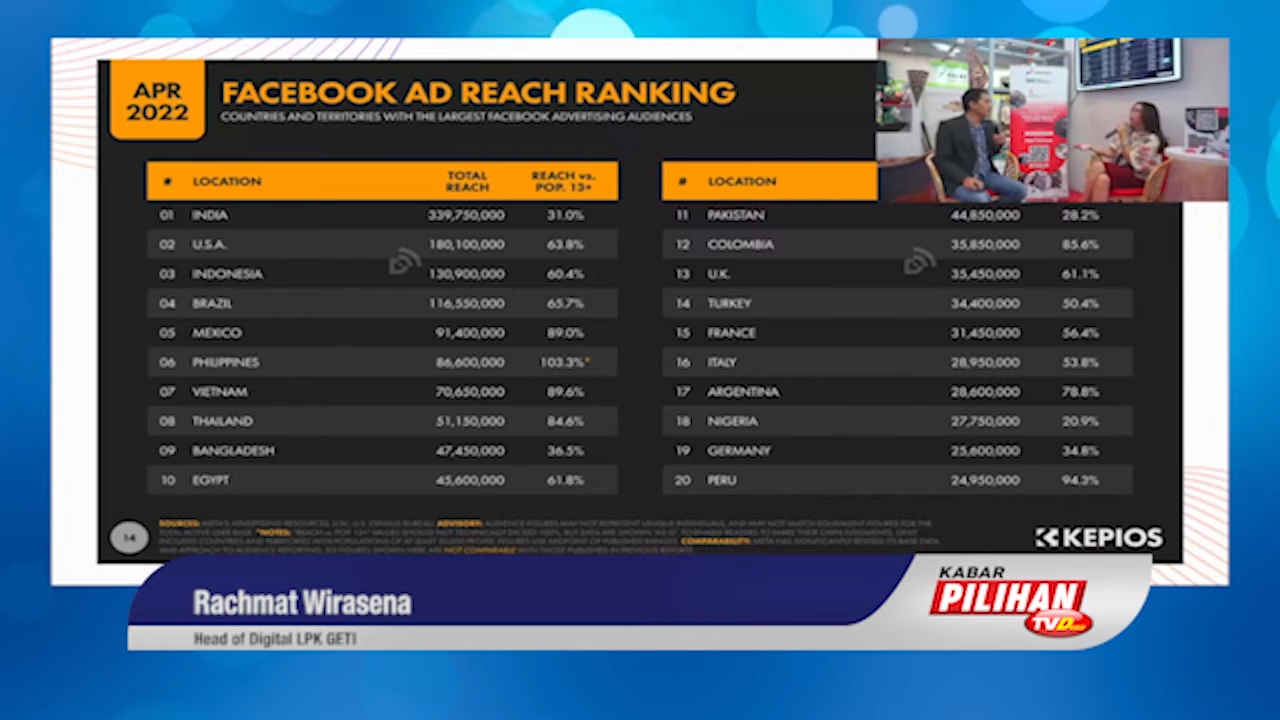 APR
2022
FACEBOOK AD REACH RANKING
COUNTRIES AND TERRITORIES WITH THE LARGEST FACEBOOK ADVERTISING AUDIENCES
# LOCATION TOTAL REACH REACH vs. POP. 13+
01 INDIA 339,750,000 31.0%
02 U.S.A. 180,100,000 63.8%
03 INDONESIA 130,900,000 60.4%
04 BRAZIL 116,550,000 65.7%
05 MEXICO 91,400,000 89.0%
06 PHILIPPINES 86,600,000 103.3%*
07 VIETNAM 70,650,000 89.6%
08 THAILAND 51,150,000 84.6%
09 BANGLADESH 47,450,000 36.5%
10 EGYPT 45,600,000 61.8%
# LOCATION
11 PAKISTAN 44,850,000 28.2%
12 COLOMBIA 35,850,000 85.6%
13 U.K. 35,450,000 61.1%
14 TURKEY 34,400,000 50.4%
15 FRANCE 31,450,000 56.4%
16 ITALY 28,950,000 53.8%
17 ARGENTINA 28,600,000 78.8%
18 NIGERIA 27,750,000 20.9%
19 GERMANY 25,600,000 34.8%
20 PERU 24,950,000 94.3%
14
SOURCES: ADVISORY:
*NOTES: COMPARABILITY:
NOT COMPARABLE
KEPIOS
Rachmat Wirasena
Head of Digital LPK GETI
KABAR
PILIHAN
TVD